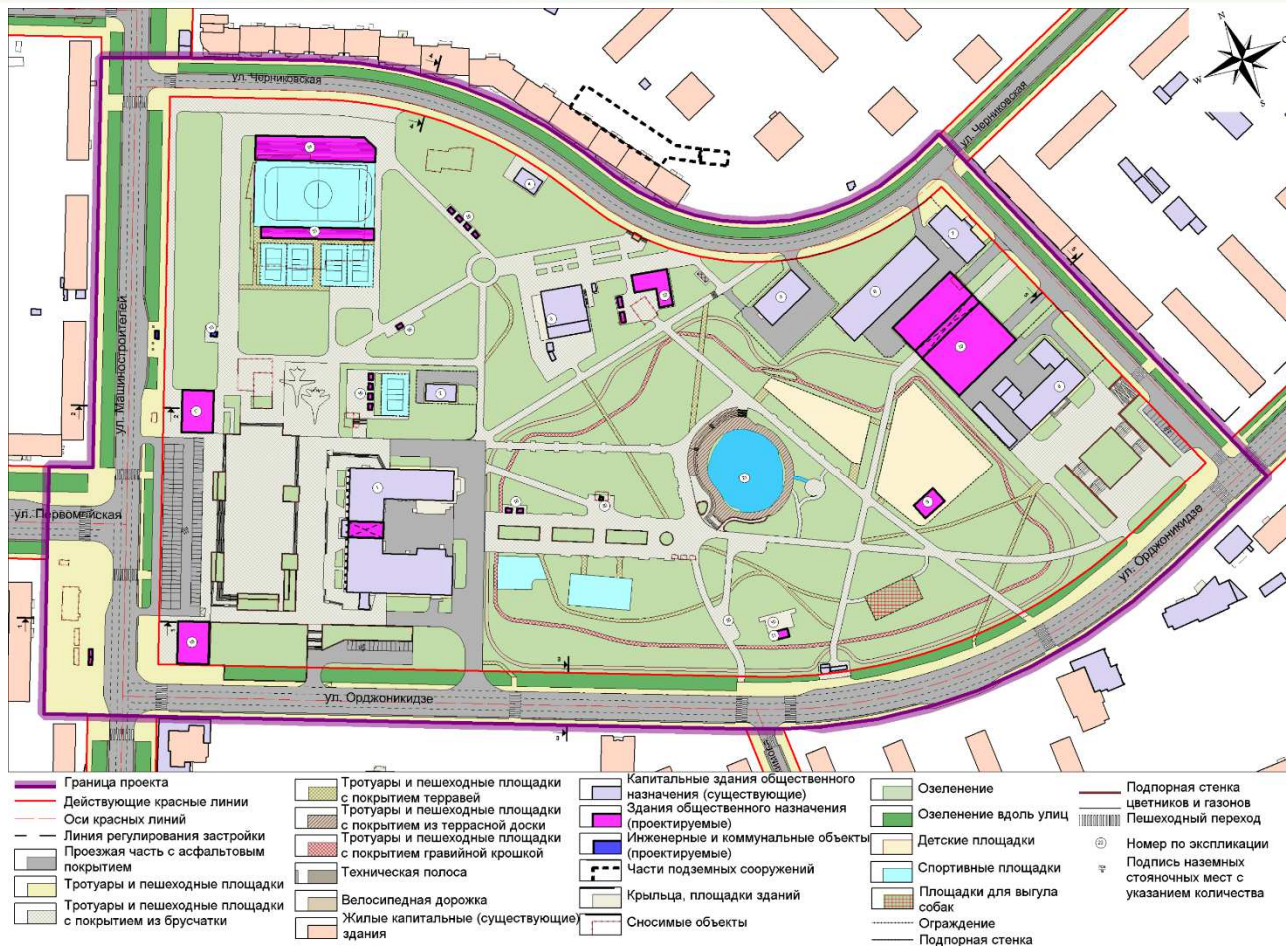 ул. Черниковская
N
O
W
S
ул. Черниковская
ул. Машиностроителей
ул. Первомайская
ул. Орджоникидзе
ул. Орджоникидзе
Граница проекта
Действующие красные линии
Оси красных линий
Линия регулирования застройки
Проезжая часть с асфальтовым
покрытием
Тротуары и пешеходные площадки
Тротуары и пешеходные площадки
с покрытием из брусчатки
Тротуары и пешеходные площадки
с покрытием терравей
Тротуары и пешеходные площадки
с покрытием из террасной доски
Тротуары и пешеходные площадки
с покрытием гравийной крошкой
Техническая полоса
Велосипедная дорожка
Жилые капитальные (существующие)
здания
Капитальные здания общественного
назначения (существующие)
Здания общественного назначения
(проектируемые)
Инженерные и коммунальные объекты
(проектируемые)
Части подземных сооружений
Крыльца, площадки зданий
Сносимые объекты
Озеленение
Озеленение вдоль улиц
Детские площадки
Спортивные площадки
Площадки для выгула
собак
Ограждение
Подпорная стенка
Подпорная стенка
цветников и газонов
Пешеходный переход
Номер по экспликации
Подпись наземных
стояночных мест с
указанием количества